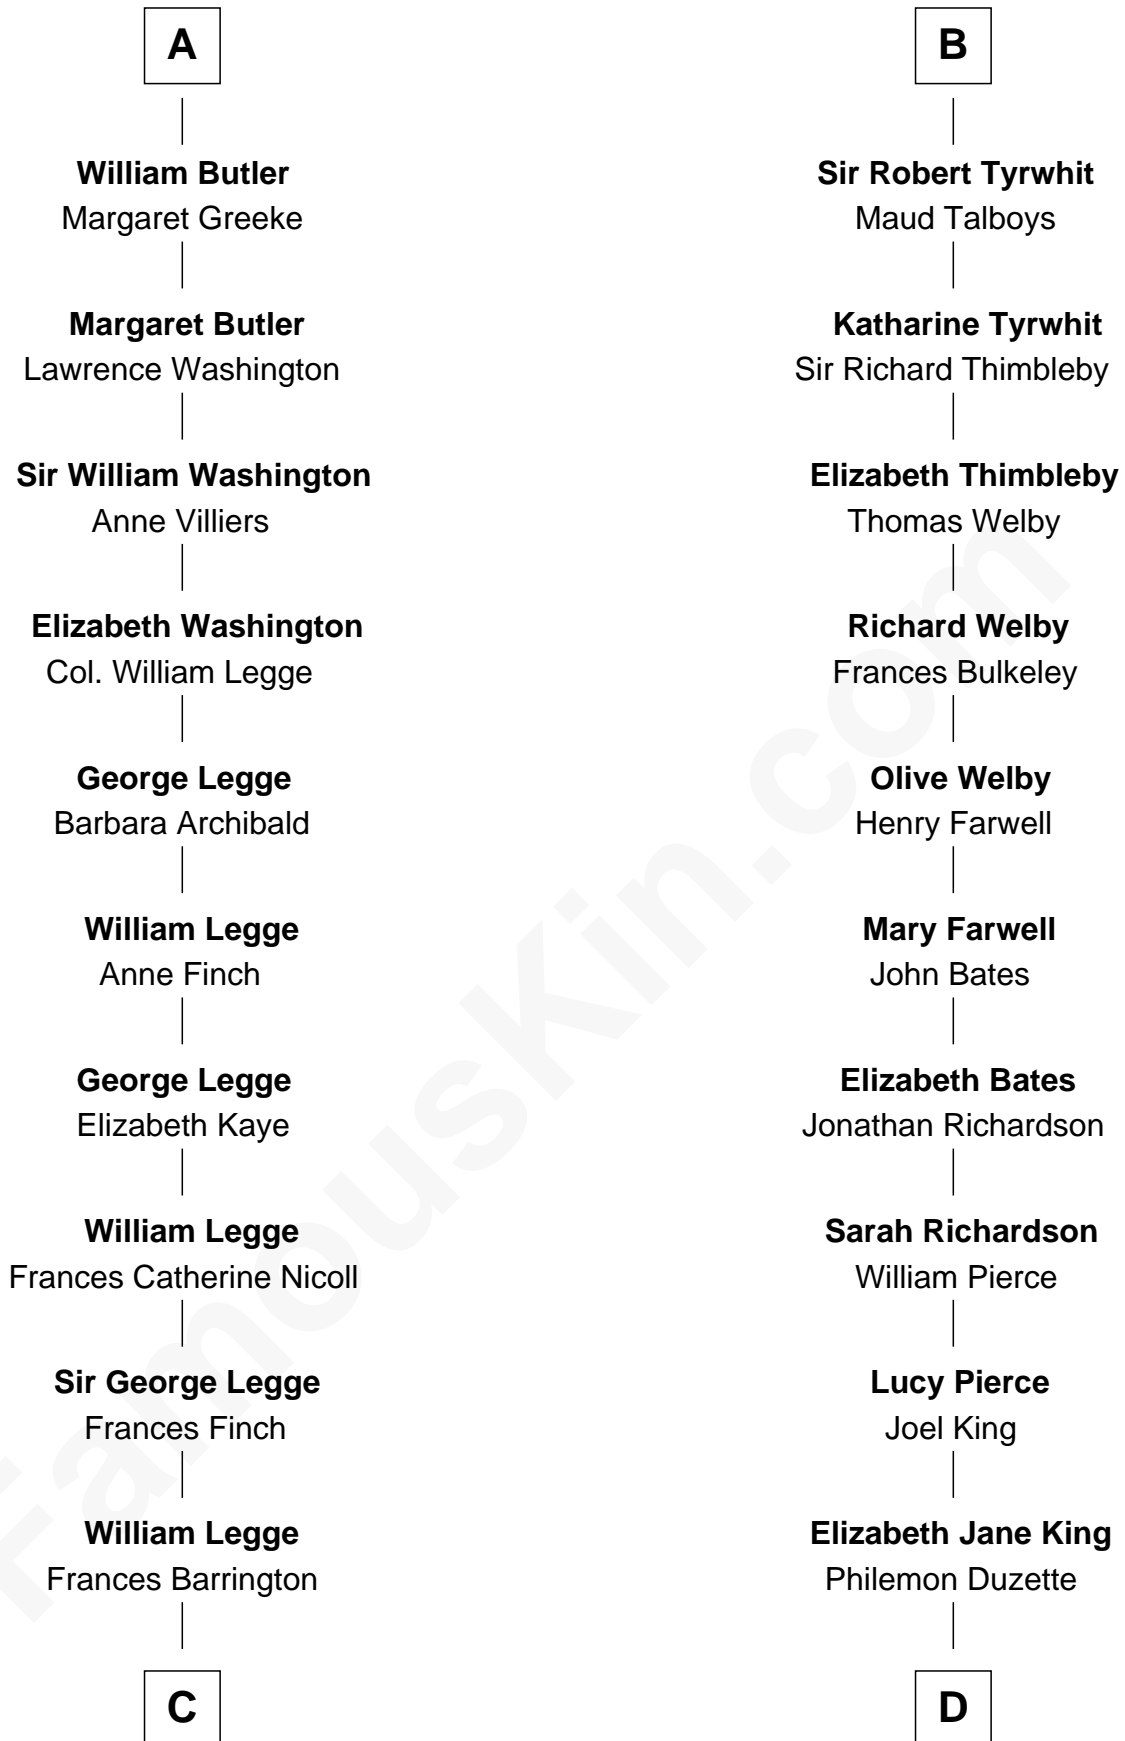 A
William Butler
Margaret Greeke
Margaret Butler
Lawrence Washington
Sir William Washington
Anne Villiers
Elizabeth Washington
Col. William Legge
George Legge
Barbara Archibald
William Legge
Anne Finch
George Legge
Elizabeth Kaye
William Legge
Frances Catherine Nicoll
Sir George Legge
Frances Finch
William Legge
Frances Barrington
C
B
Sir Robert Tyrwhit
Maud Talboys
Katharine Tyrwhit
Sir Richard Thimbleby
Elizabeth Thimbleby
Thomas Welby
Richard Welby
Frances Bulkeley
Olive Welby
Henry Farwell
Mary Farwell
John Bates
Elizabeth Bates
Jonathan Richardson
Sarah Richardson
William Pierce
Lucy Pierce
Joel King
Elizabeth Jane King
Philemon Duzette
D
FamousKin.com